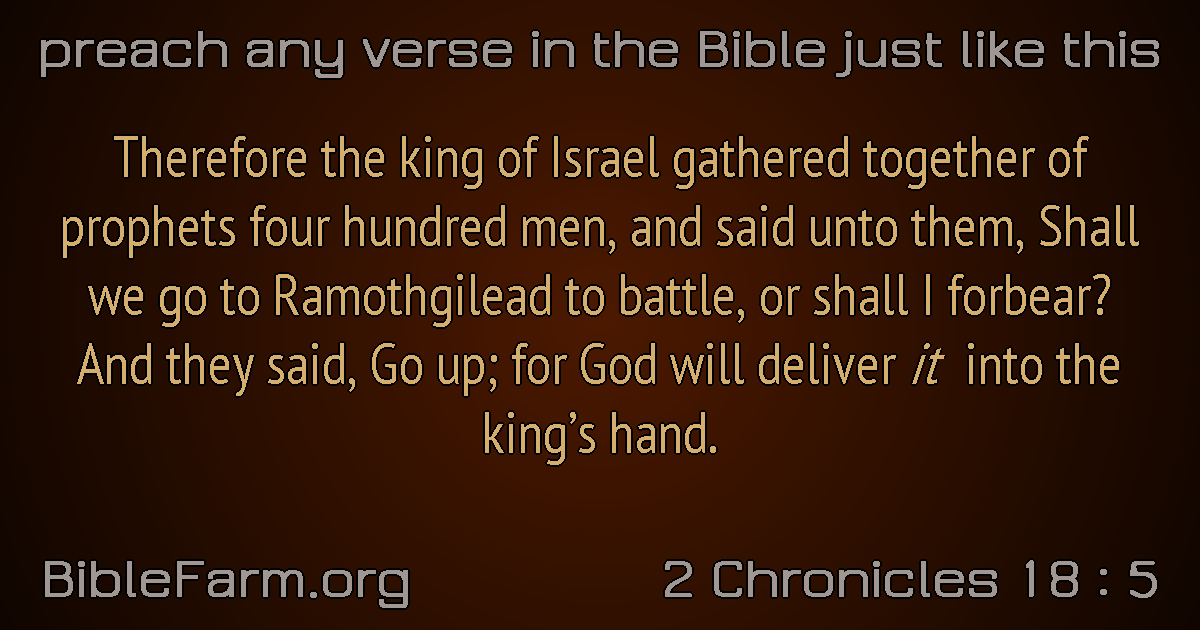 preach any verse in the Bible just like this
Therefore the king of Israel gathered together of
prophets four hundred men, and said unto them, Shall
we go to Ramothgilead to battle, or shall I forbear?
And they said, Go up; for God will deliver it into the
king’s hand.
BibleFarm.org
2 Chronicles 18 : 5